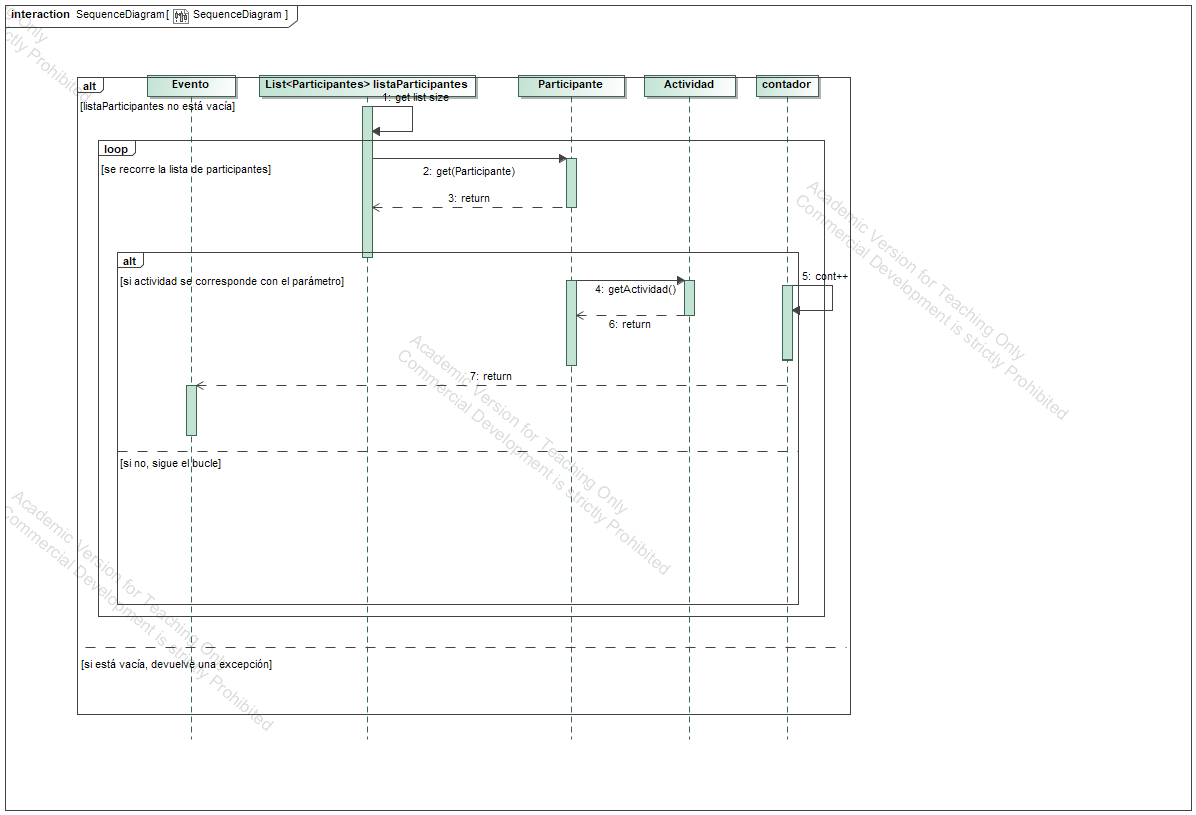 interaction SequenceDiagram[ SequenceDiagram ]
Only
ctly Prohibited
alt
Evento
List<Participantes> listaParticipantes
Participante
Actividad
contador
[listaParticipantes no está vacía]
1: get list size
loop
[se recorre la lista de participantes]
2: get(Participante)
3: return
alt
[si actividad se corresponde con el parámetro]
4: getActividad()
5: cont++
6: return
7: return
[si no, sigue el bucle]
[si está vacía, devuelve una excepción]
Academic Version for Teaching Only
Commercial Development is strictly Prohibited
Academic Version for Teaching Only
Commercial Development is strictly Prohibited
Academic Version for Teaching Only
Commercial Development is strictly Prohibited